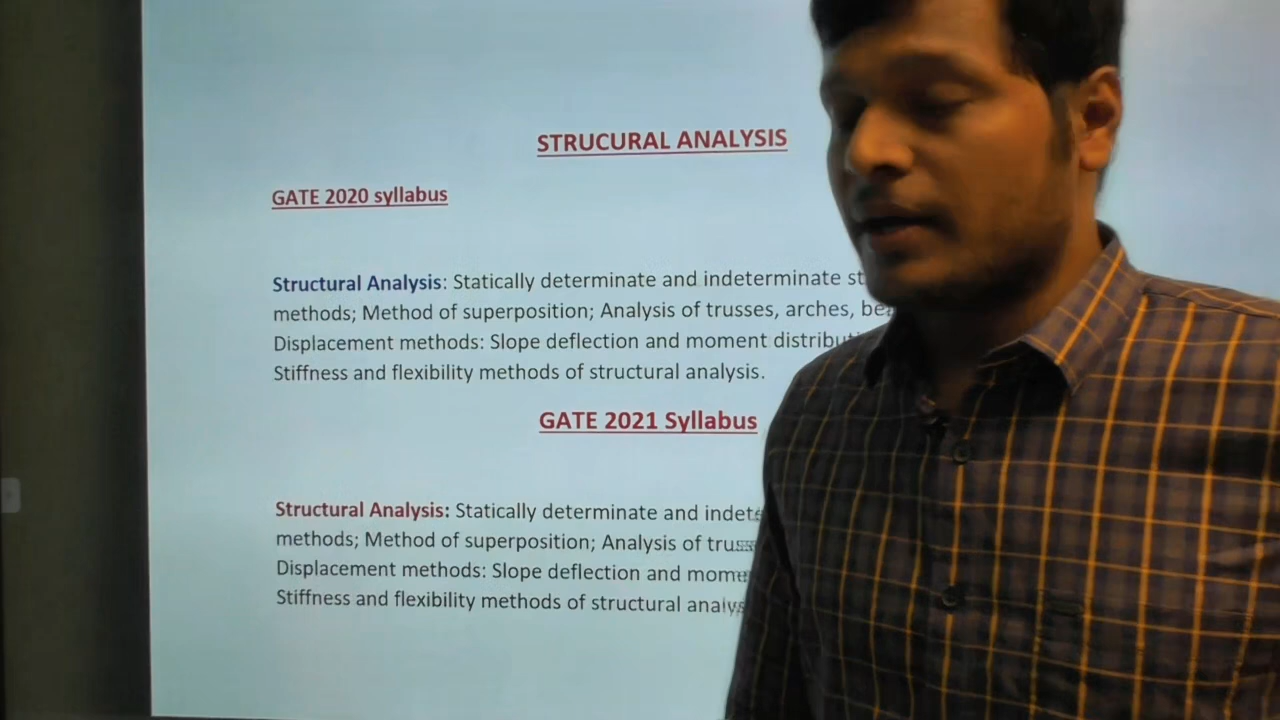 STRUCURAL ANALYSIS
GATE 2020 syllabus
Structural Analysis: Statically determinate and indeterminate
methods; Method of superposition; Analysis of trusses, arches,
Displacement methods: Slope deflection and moment
Stiffness and flexibility methods of structural analysis.
GATE 2021 Syllabus
Structural Analysis: Statically determinate and
methods; Method of superposition; Analysis of
Displacement methods: Slope deflection and
Stiffness and flexibility methods of structural